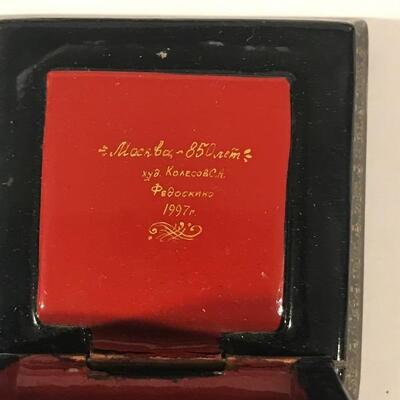 Москва - 850 лет
худ. Колесов С.Н.
Федоскино
1997г.